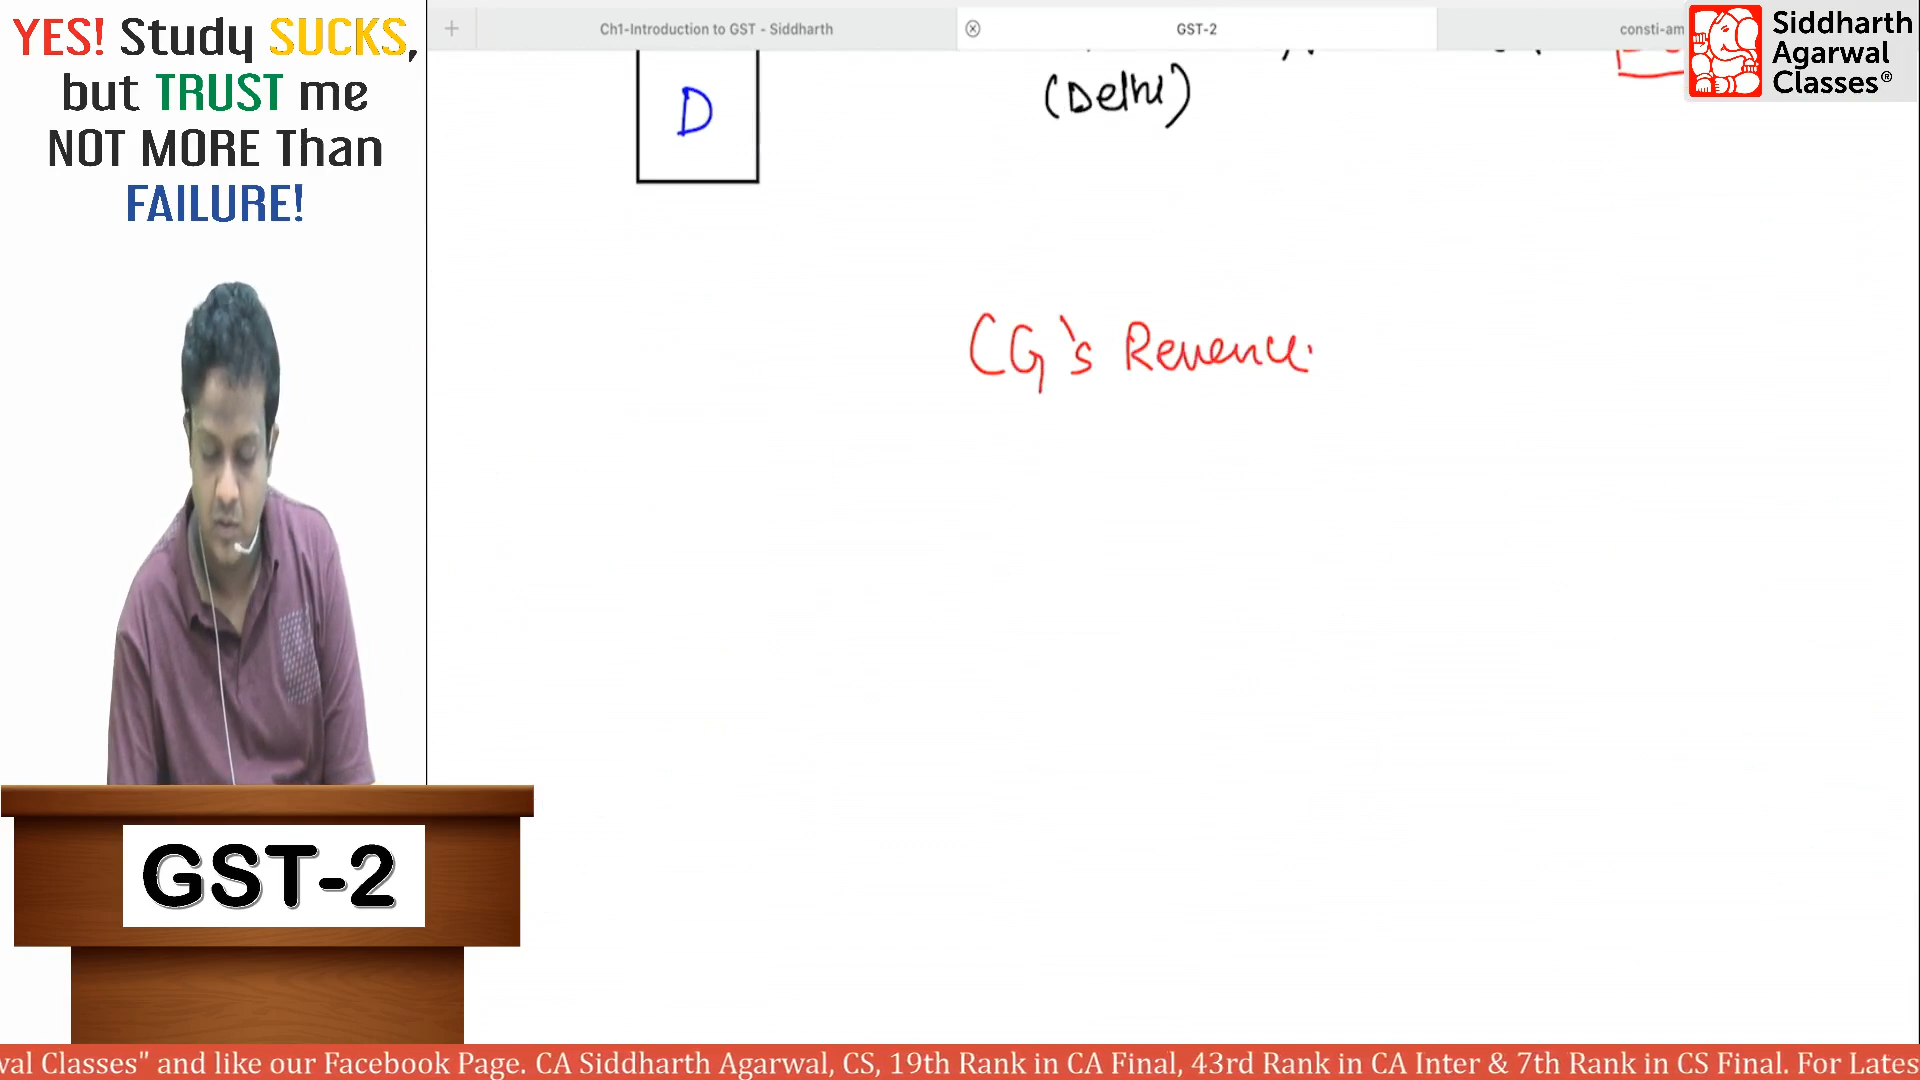 YES! Study SUCKS,
but TRUST me
NOT MORE Than
FAILURE!
Ch1-Introduction to GST - Siddharth
GST-2
consti-am
Siddharth
Agarwal
Classes®
D
(Delhi)
CG's Revenue.
GST-2
val Classes" and like our Facebook Page. CA Siddharth Agarwal, CS, 19th Rank in CA Final, 43rd Rank in CA Inter & 7th Rank in CS Final. For Lates